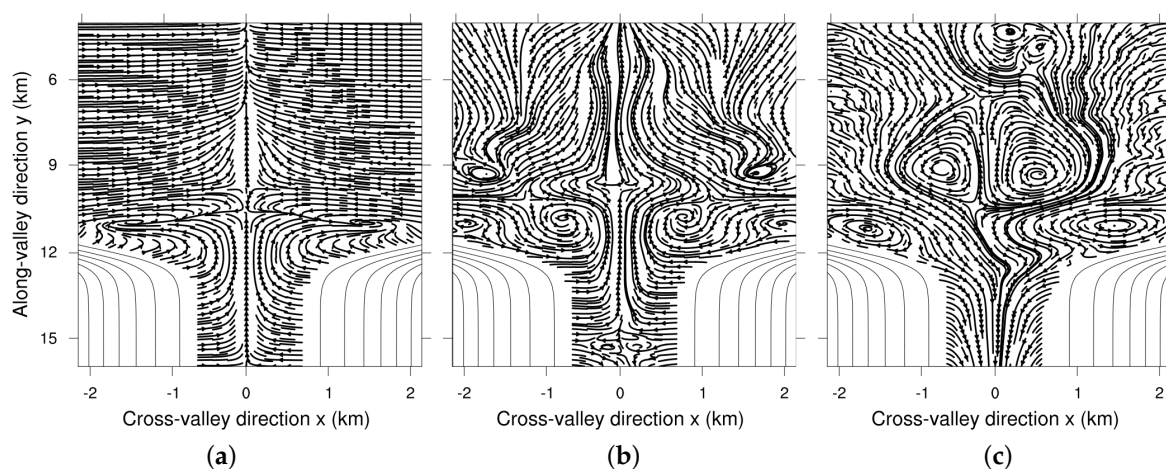 Along-valley direction y (km)
6
9
12
15
-2 -1 0 1 2
-2 -1 0 1 2
-2 -1 0 1 2
Cross-valley direction x (km)
Cross-valley direction x (km)
Cross-valley direction x (km)
(a)
(b)
(c)